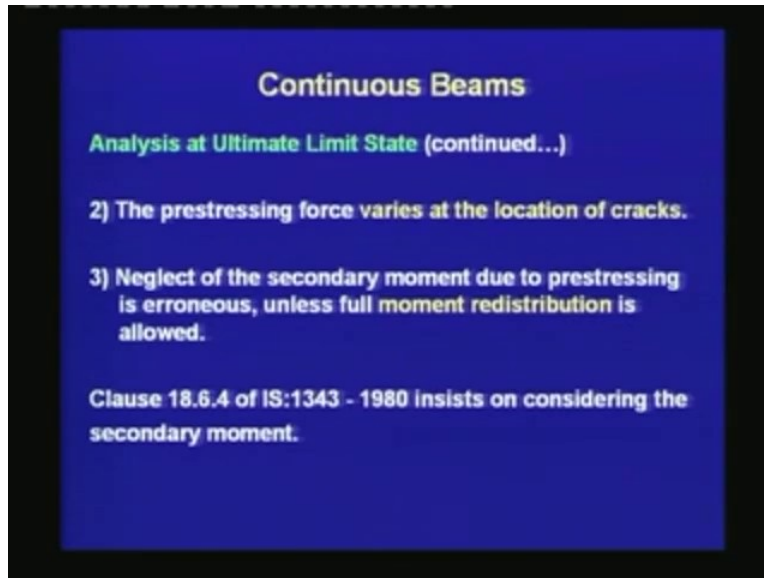 Continuous Beams
Analysis at Ultimate Limit State (continued...)
2) The prestressing force varies at the location of cracks.
3) Neglect of the secondary moment due to prestressing
is erroneous, unless full moment redistribution is
allowed.
Clause 18.6.4 of IS:1343 - 1980 insists on considering the
secondary moment.